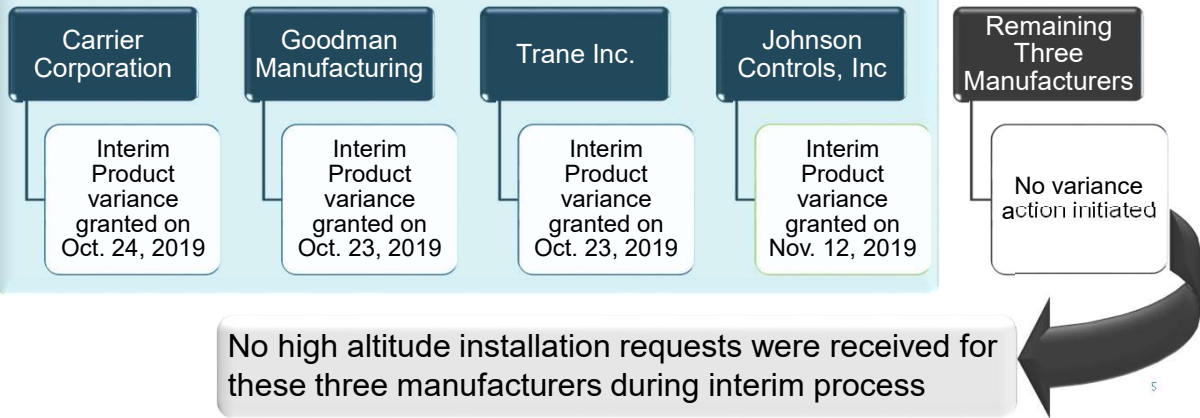 Carrier
Corporation
Interim
Product
variance
granted on
Oct. 24, 2019
Goodman
Manufacturing
Interim
Product
variance
granted on
Oct. 23, 2019
Trane Inc.
Interim
Product
variance
granted on
Oct. 23, 2019
Johnson
Controls, Inc
Interim
Product
variance
granted on
Nov. 12, 2019
Remaining
Three
Manufacturers
No variance
action initiated
No high altitude installation requests were received for
these three manufacturers during interim process
5